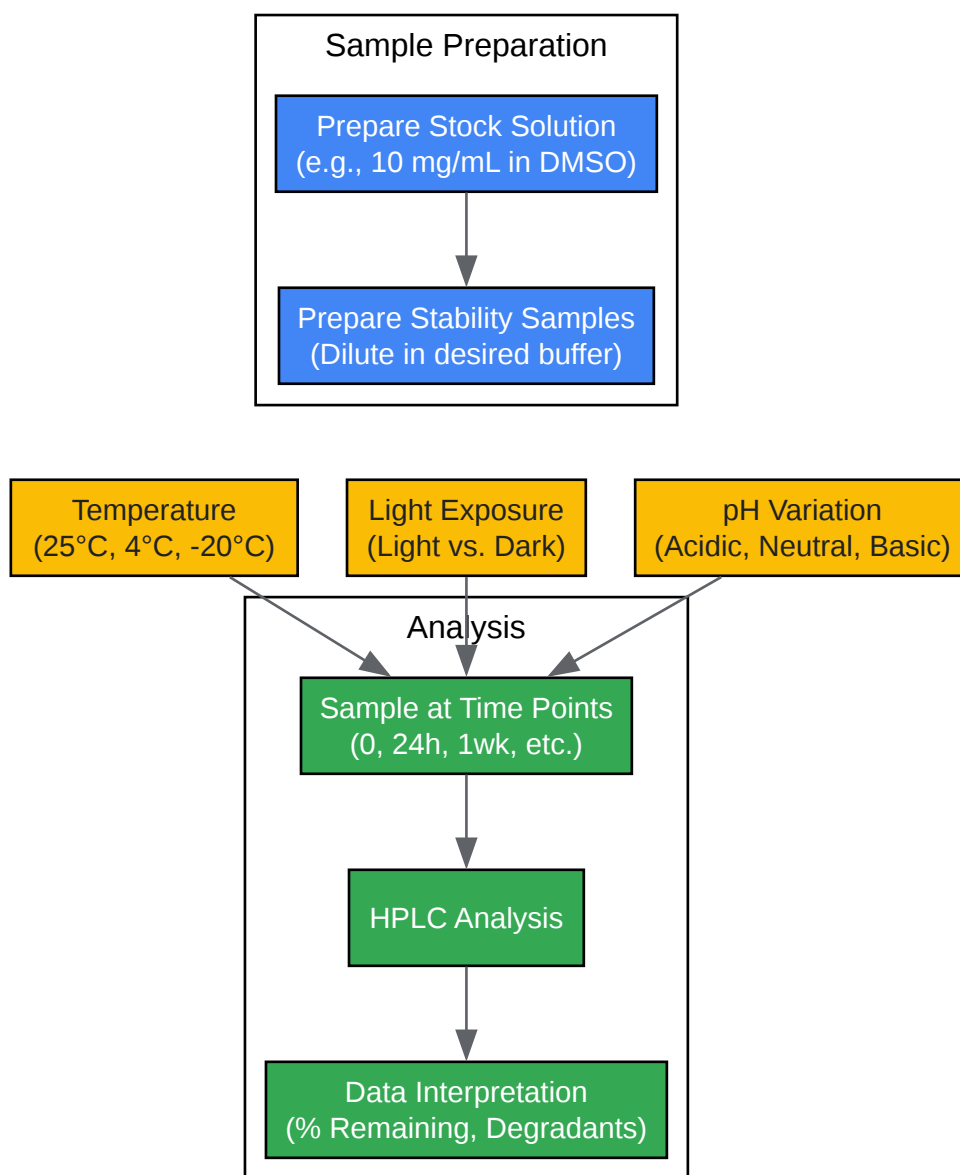 Sample Preparation
Prepare Stock Solution
(e.g., 10 mg/mL in DMSO)
Prepare Stability Samples
(Dilute in desired buffer)
Temperature
(25°C, 4°C, -20°C)
Light Exposure
(Light vs. Dark)
pH Variation
(Acidic, Neutral, Basic)
Analysis
Sample at Time Points
(0, 24h, 1wk, etc.)
HPLC Analysis
Data Interpretation
(% Remaining, Degradants)